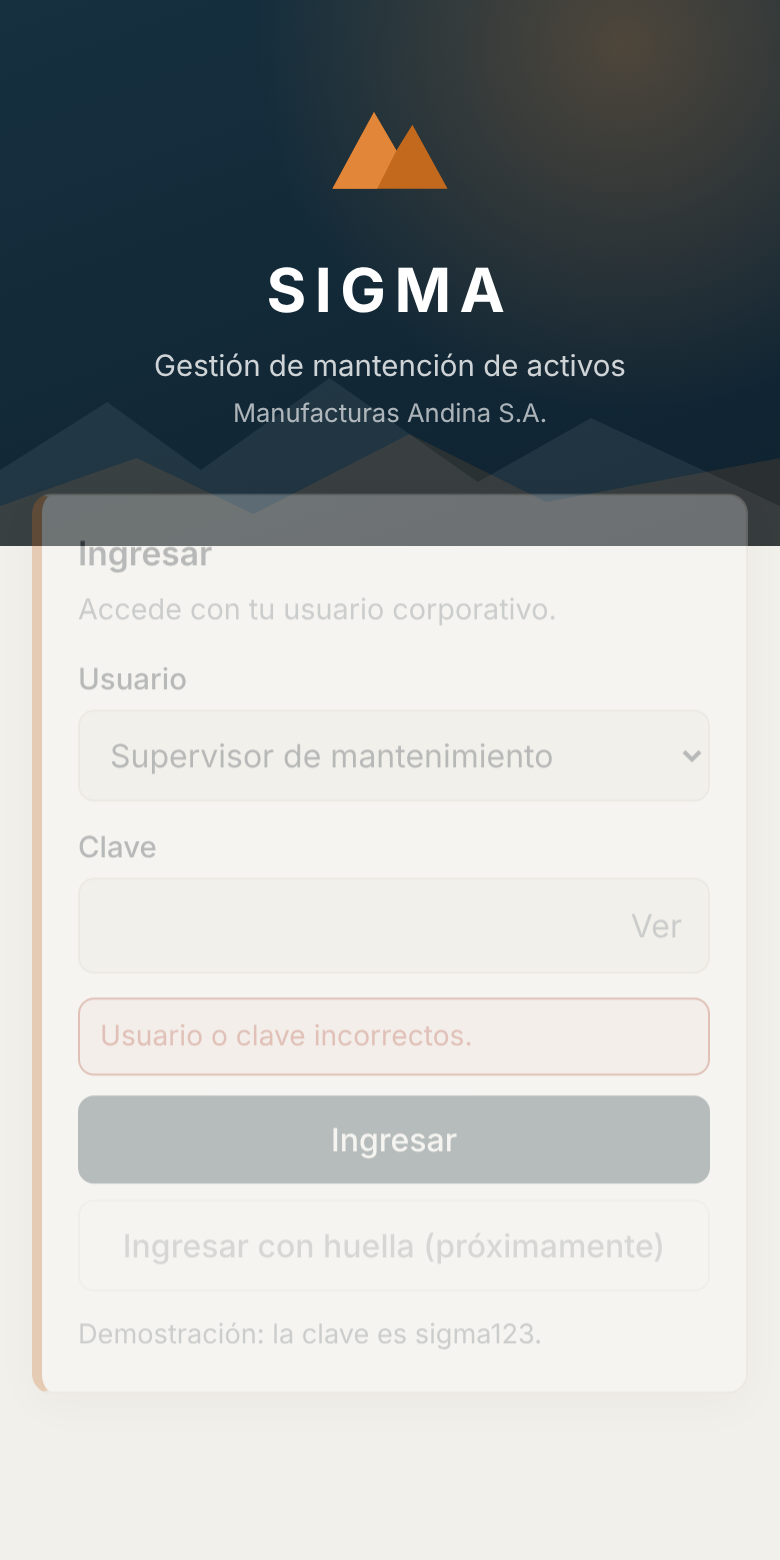 SIGMA
Gestión de mantención de activos
Manufacturas Andina S.A.
Ingresar
Accede con tu usuario corporativo.
Usuario
Supervisor de mantenimiento
Clave
Ver
Usuario o clave incorrectos.
Ingresar
Ingresar con huella (próximamente)
Demostración: la clave es sigma123.